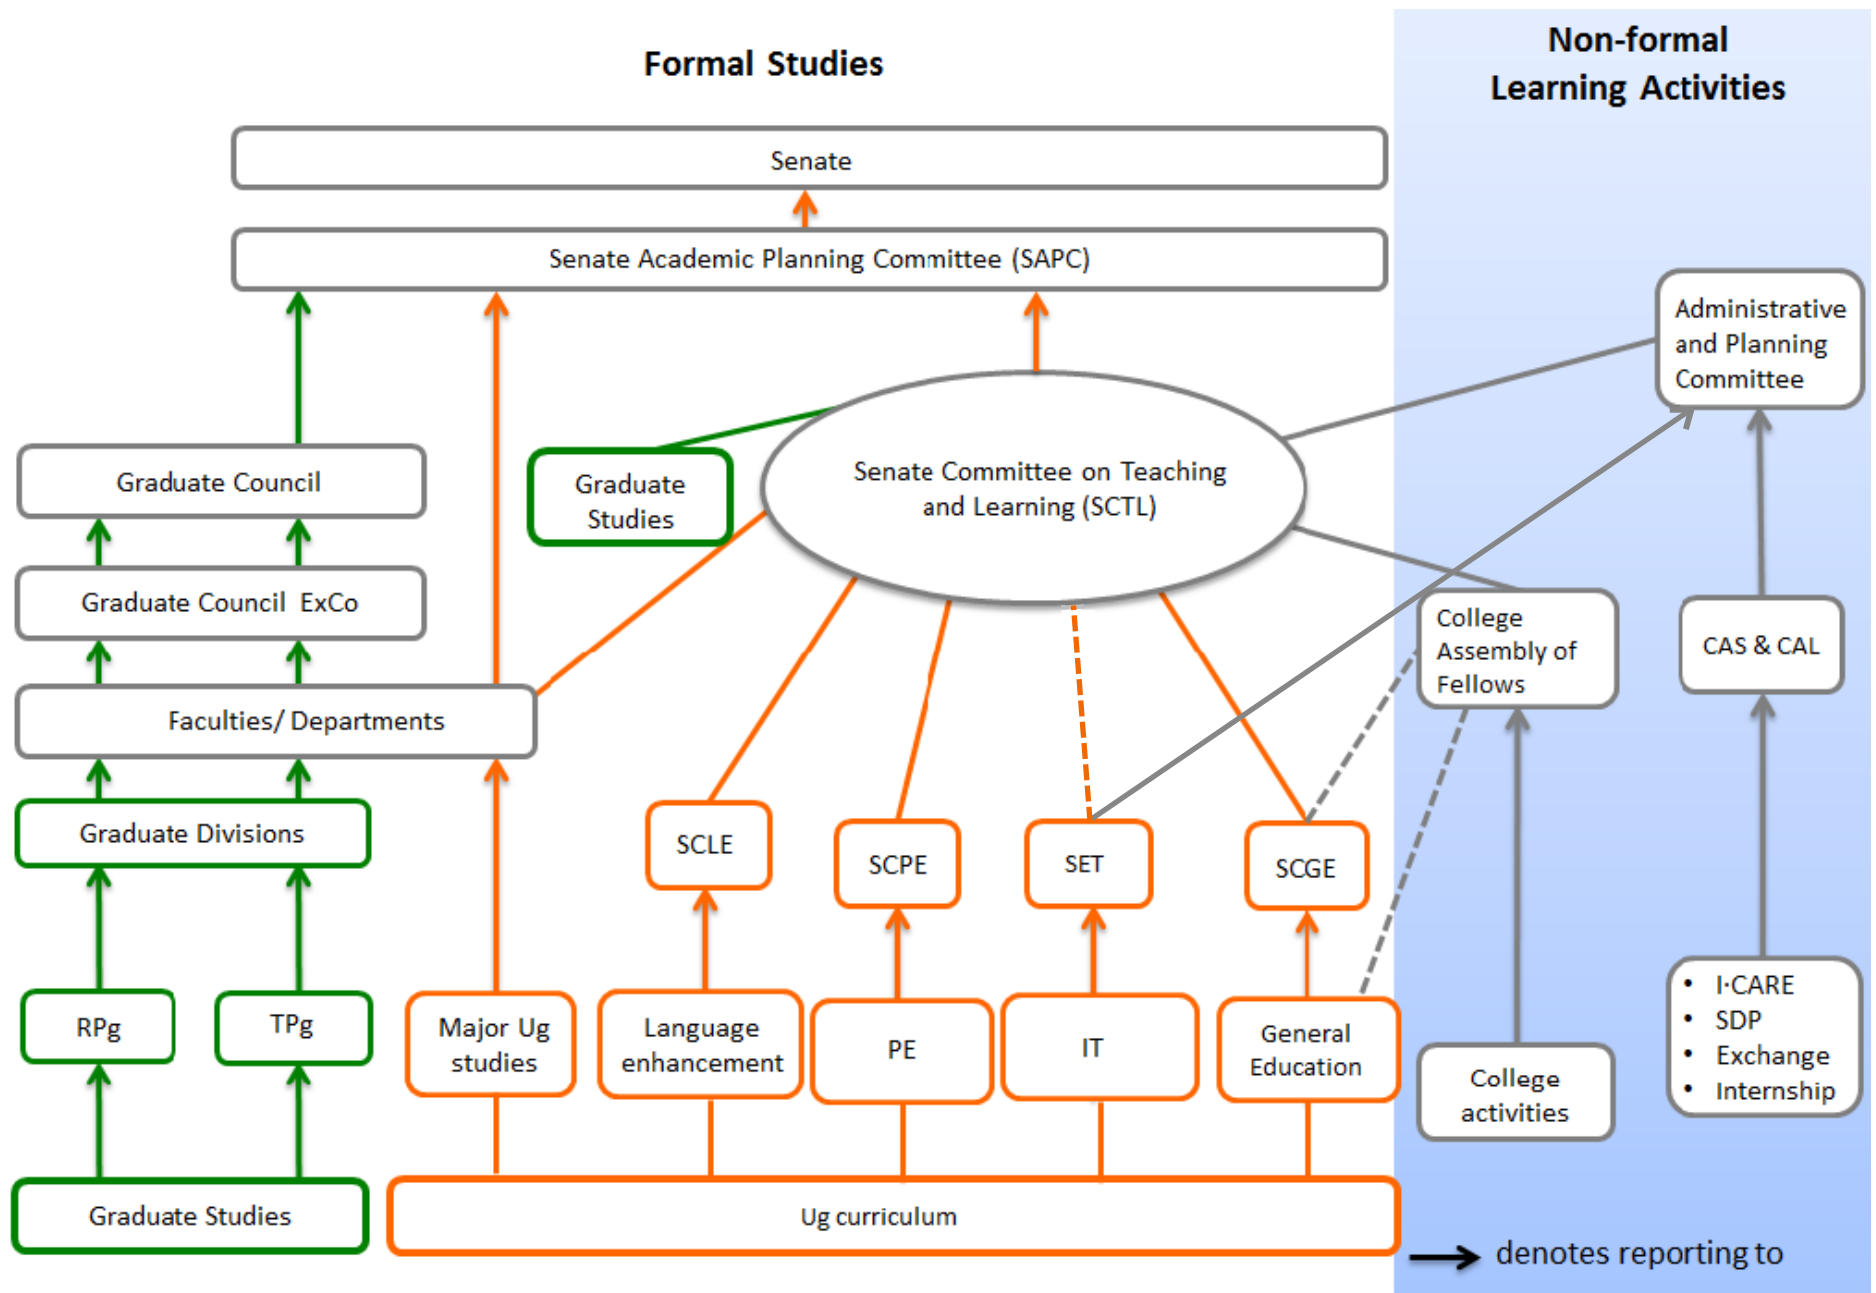 Formal Studies
Non-formal
Learning Activities
Senate
Senate Academic Planning Committee (SAPC)
Administrative
and Planning
Committee
Graduate Council
Graduate
Studies
Senate Committee on Teaching
and Learning (SCTL)
Graduate Council ExCo
College
Assembly of
Fellows
CAS & CAL
Faculties/ Departments
Graduate Divisions
SCLE
SCPE
SET
SCGE
RPg
TPg
Major Ug
studies
Language
enhancement
PE
IT
General
Education
College
activities
• I·CARE
• SDP
• Exchange
• Internship
Graduate Studies
Ug curriculum
denotes reporting to